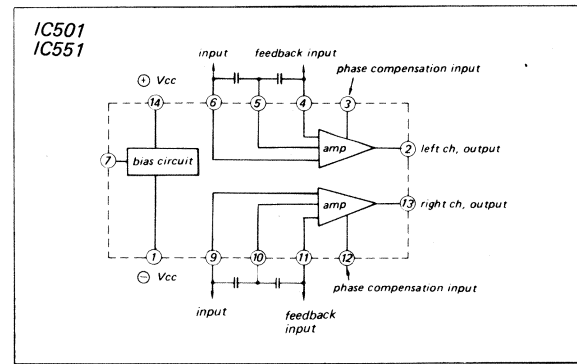 IC501
IC551
input
feedback input
phase compensation input
⊕ Vcc
14
6
5
4
3
7
bias circuit
amp
2
left ch, output
amp
13
right ch, output
1
9
10
11
12
⊖ Vcc
phase compensation input
input
feedback
input